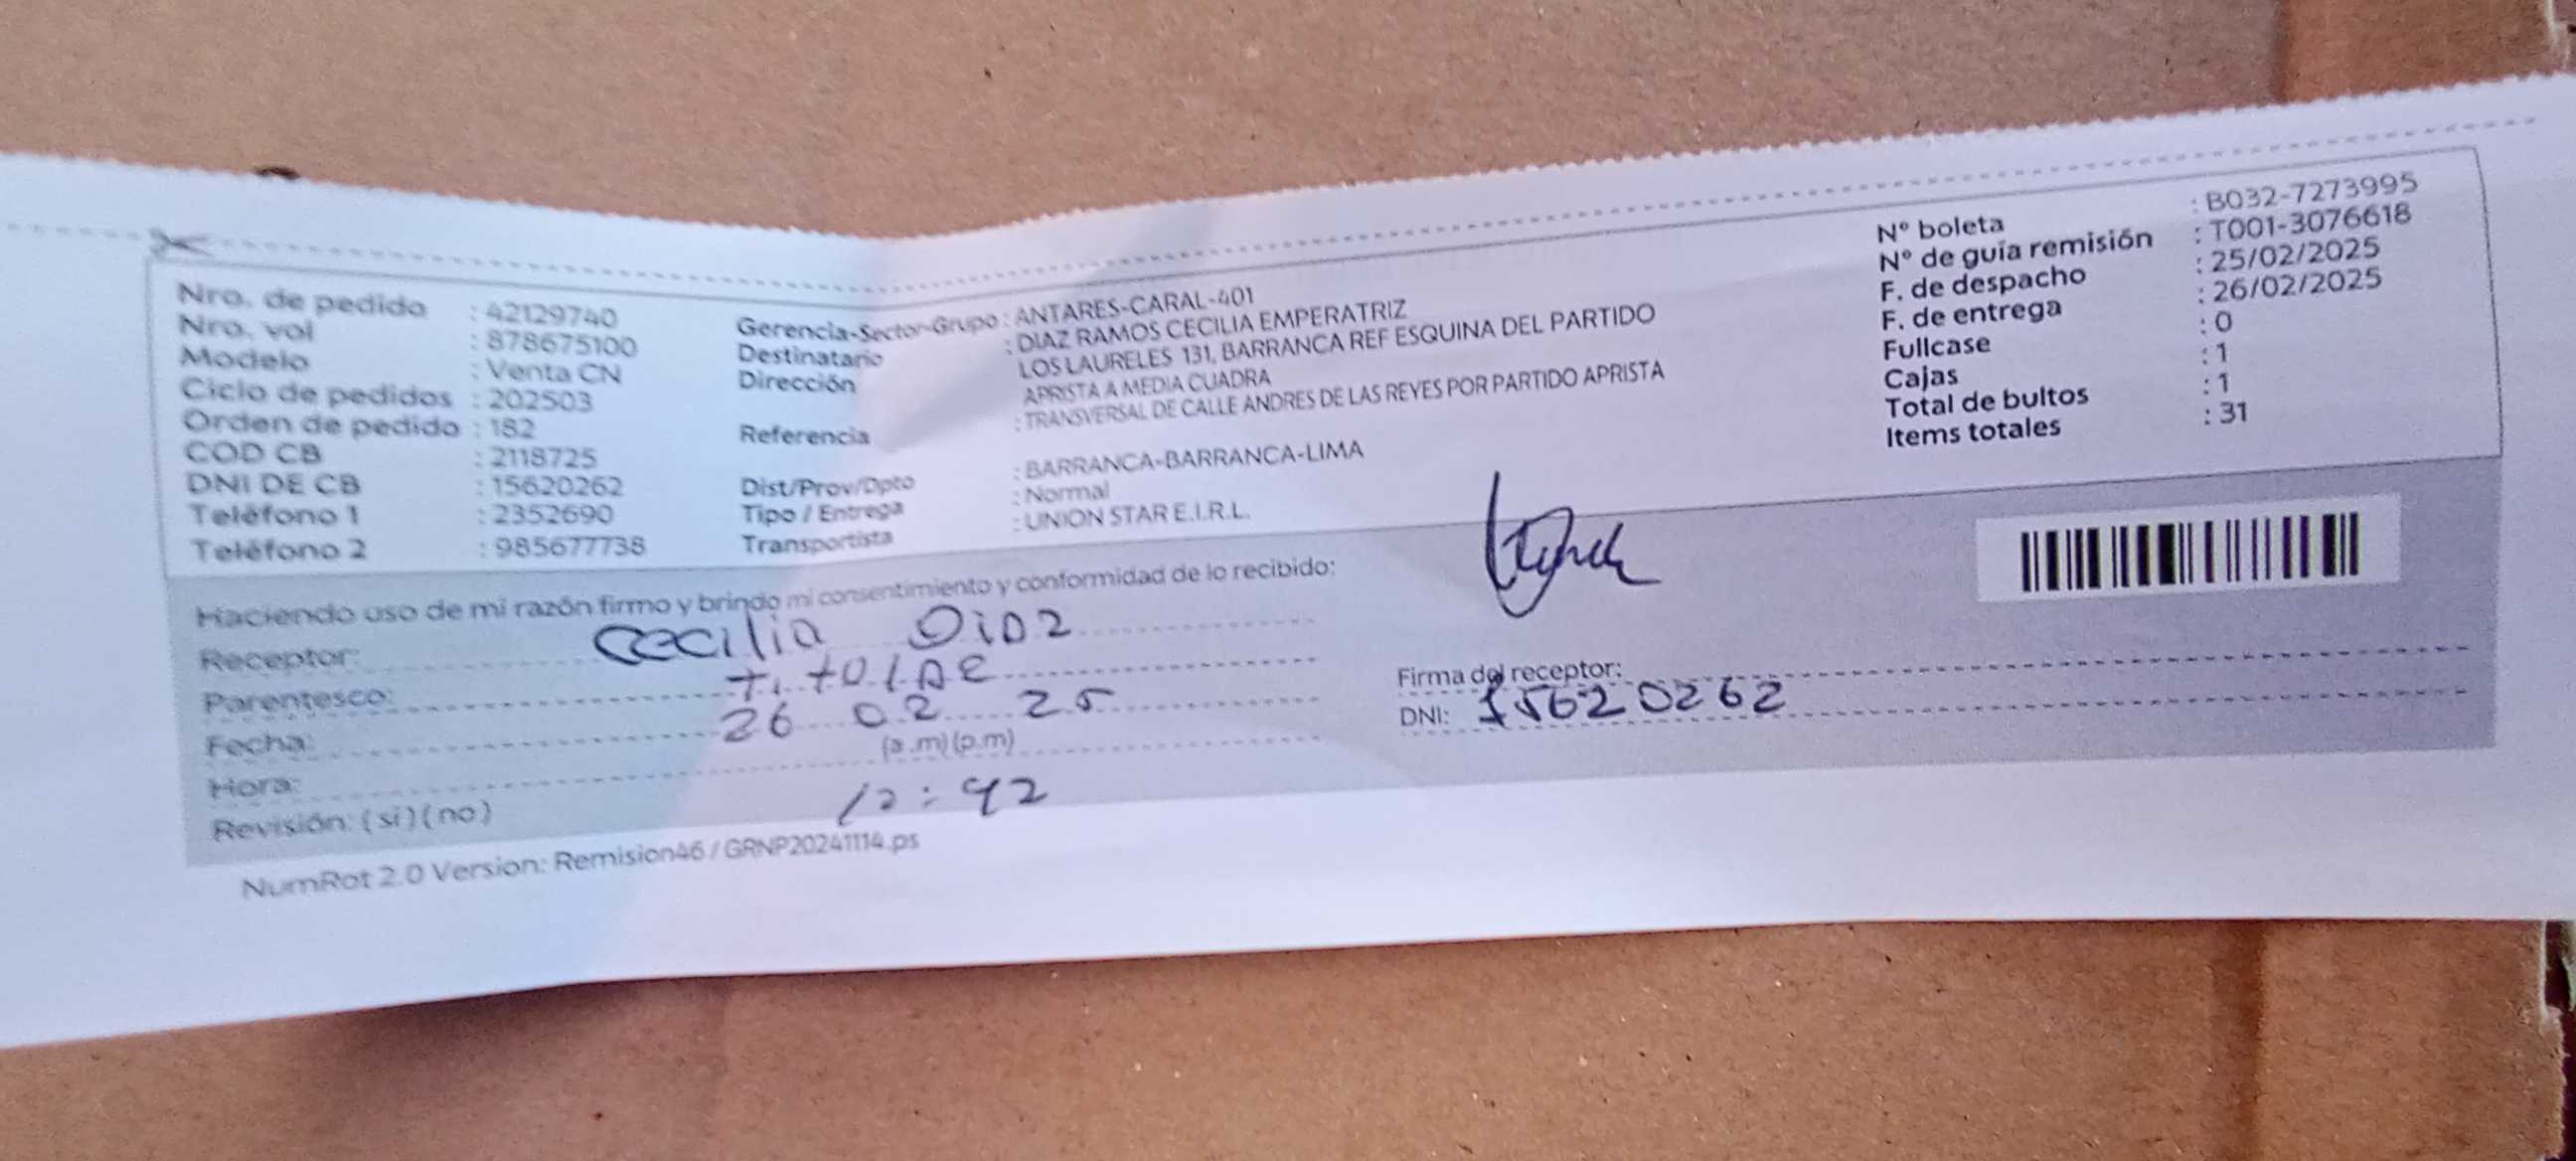 Nro. de pedido : 42129740
Nro. vol : 878675100
Modelo : Venta CN
Ciclo de pedidos : 202503
Orden de pedido : 182
COD CB : 2118725
DNI DE CB : 15620262
Teléfono 1 : 2352690
Teléfono 2 : 985677738
Gerencia-Sector-Grupo : ANTARES-CARAL-401
Destinatario : DIAZ RAMOS CECILIA EMPERATRIZ
Dirección LOS LAURELES 131, BARRANCA REF ESQUINA DEL PARTIDO
APRISTA A MEDIA CUADRA
Referencia : TRANSVERSAL DE CALLE ANDRES DE LAS REYES POR PARTIDO APRISTA
Dist/Prov/Dpto : BARRANCA-BARRANCA-LIMA
Tipo / Entrega : Normal
Transportista : UNION STAR E.I.R.L.
N° boleta : B032-7273995
N° de guía remisión : T001-3076618
F. de despacho : 25/02/2025
F. de entrega : 26/02/2025
Fullcase : 0
Cajas : 1
Total de bultos : 1
Items totales : 31
Haciendo uso de mi razón firmo y brindo mi consentimiento y conformidad de lo recibido:
Receptor: Cecilia Diaz
Parentesco: Titular
Fecha: 26 02 25
Hora: (a.m) (p.m)
12:42
Revisión: ( si ) ( no )
Firma del receptor:
DNI: 15620262
NumRot 2.0 Version: Remision46 / GRNP20241114.ps